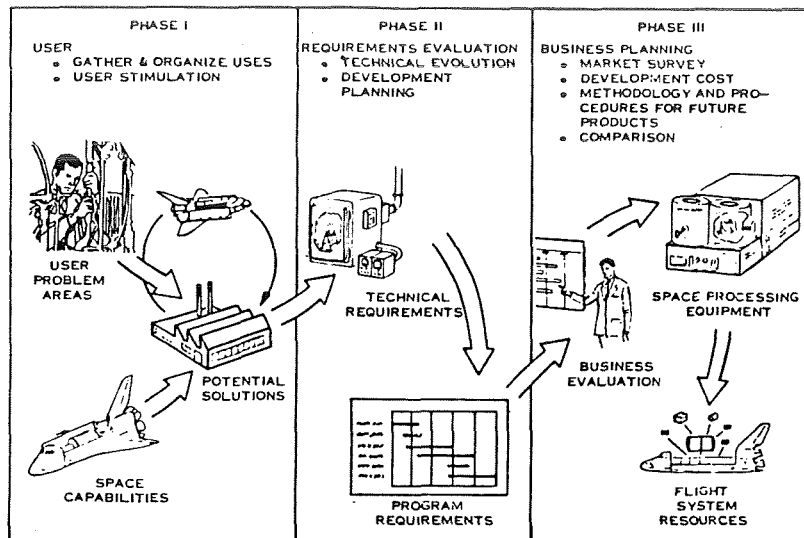 PHASE I
USER
• GATHER & ORGANIZE USES
• USER STIMULATION
USER
PROBLEM
AREAS
POTENTIAL
SOLUTIONS
SPACE
CAPABILITIES
PHASE II
REQUIREMENTS EVALUATION
• TECHNICAL EVOLUTION
• DEVELOPMENT
PLANNING
TECHNICAL
REQUIREMENTS
PROGRAM
REQUIREMENTS
PHASE III
BUSINESS PLANNING
• MARKET SURVEY
• DEVELOPMENT COST
• METHODOLOGY AND PRO-
CEDURES FOR FUTURE
PRODUCTS
• COMPARISON
SPACE PROCESSING
EQUIPMENT
BUSINESS
EVALUATION
FLIGHT
SYSTEM
RESOURCES